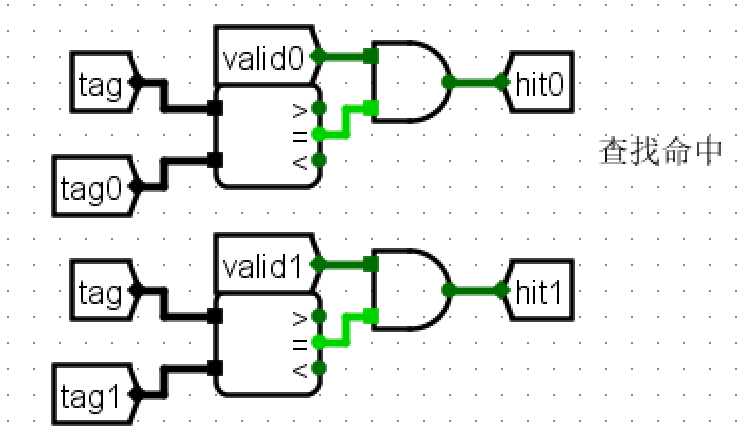 valid0
tag
>
=
<
hit0
tag0
查找命中
valid1
tag
>
=
<
hit1
tag1